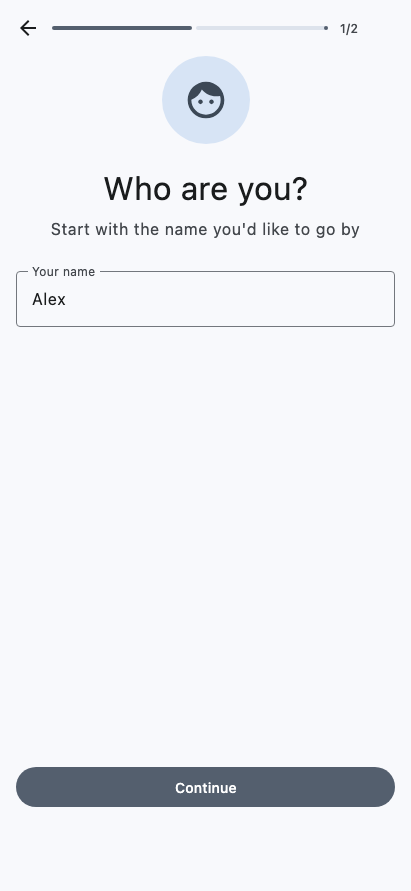 1/2
Who are you?
Start with the name you'd like to go by
Your name
Alex
Continue